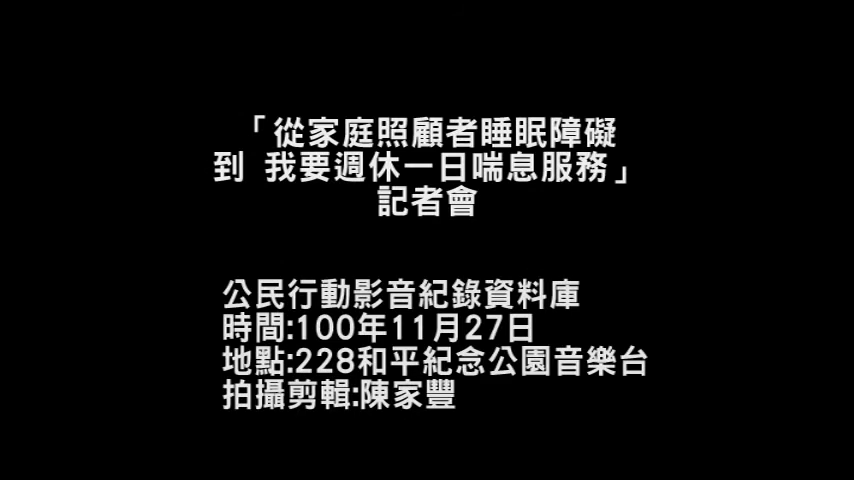 「從家庭照顧者睡眠障礙
到 我要週休一日喘息服務」
記者會
公民行動影音紀錄資料庫
時間:100年11月27日
地點:228和平紀念公園音樂台
拍攝剪輯:陳家豐